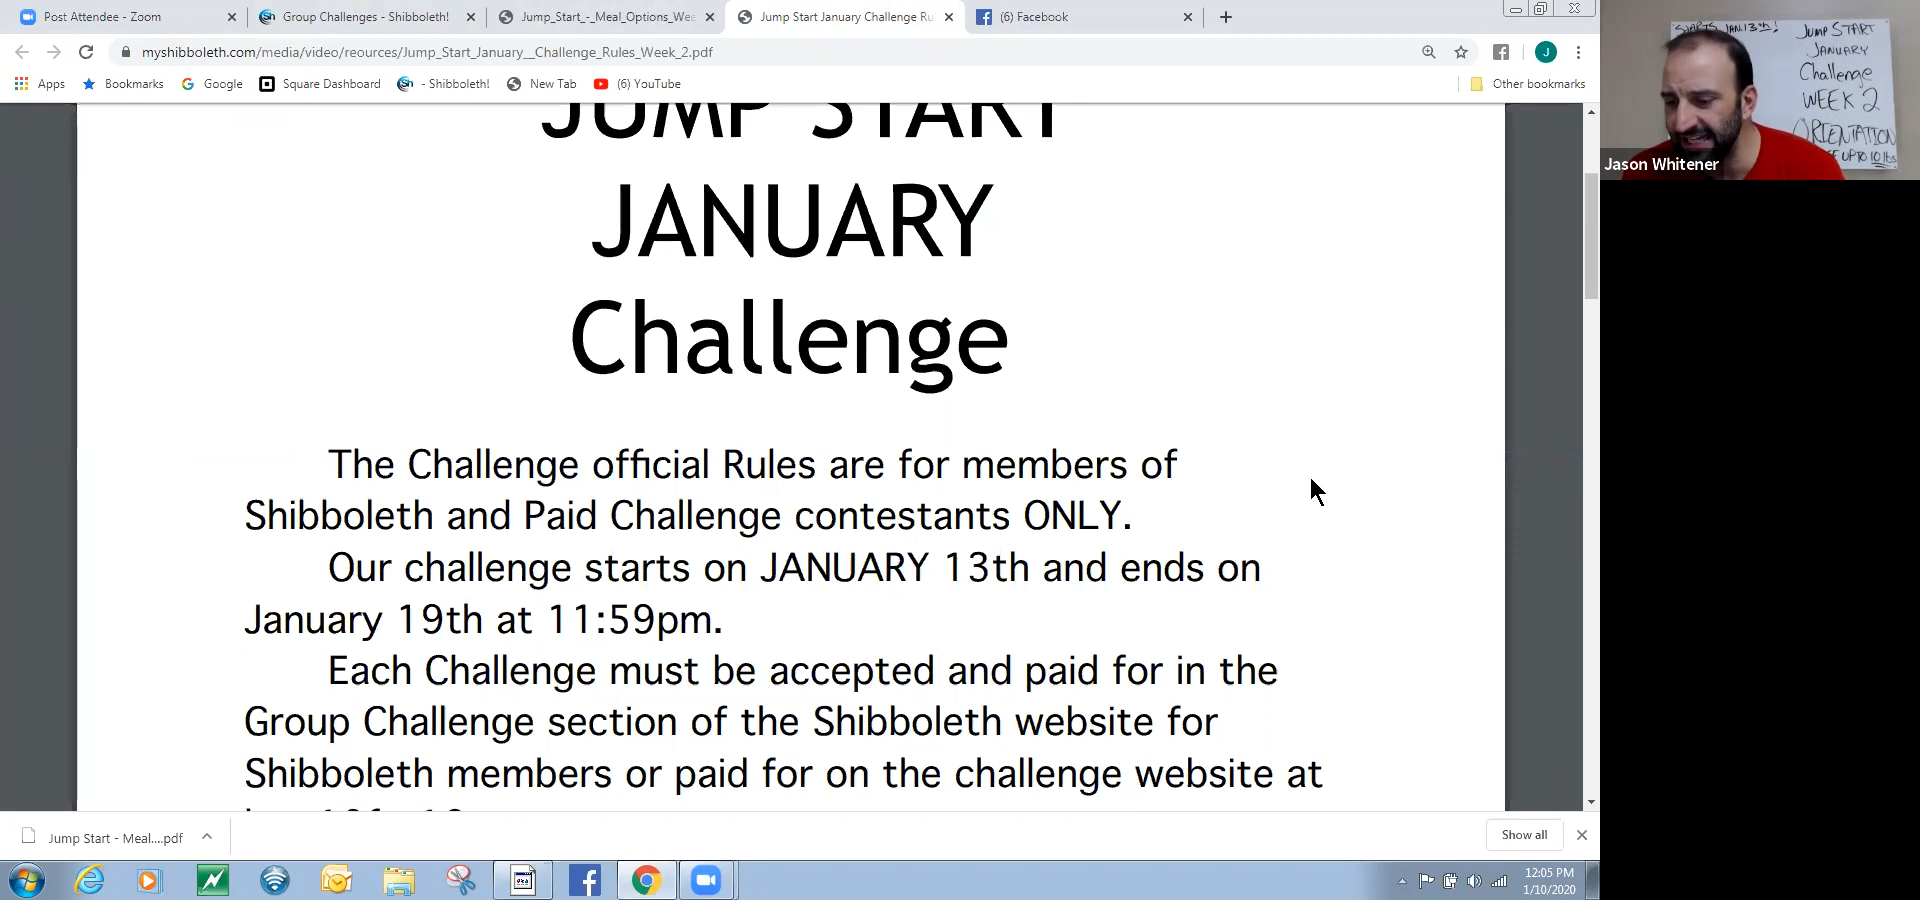 Post Attendee - Zoom
Group Challenges - Shibboleth!
Jump_Start_-_Meal_Options_Wee
Jump Start January Challenge Ru
(6) Facebook
myshibboleth.com/media/video/reources/Jump_Start_January__Challenge_Rules_Week_2.pdf
J
Apps
Bookmarks
Google
Square Dashboard
- Shibboleth!
New Tab
(6) YouTube
Other bookmarks
JUMP START
JANUARY
Challenge
The Challenge official Rules are for members of
Shibboleth and Paid Challenge contestants ONLY.
Our challenge starts on JANUARY 13th and ends on
January 19th at 11:59pm.
Each Challenge must be accepted and paid for in the
Group Challenge section of the Shibboleth website for
Shibboleth members or paid for on the challenge website at
STARTS JAN.13th!
JUMP START
JANUARY
Challenge
WEEK 2
ORIENTATION
UP TO 10 lbs
Jason Whitener
Jump Start - Meal....pdf
Show all
12:05 PM
1/10/2020